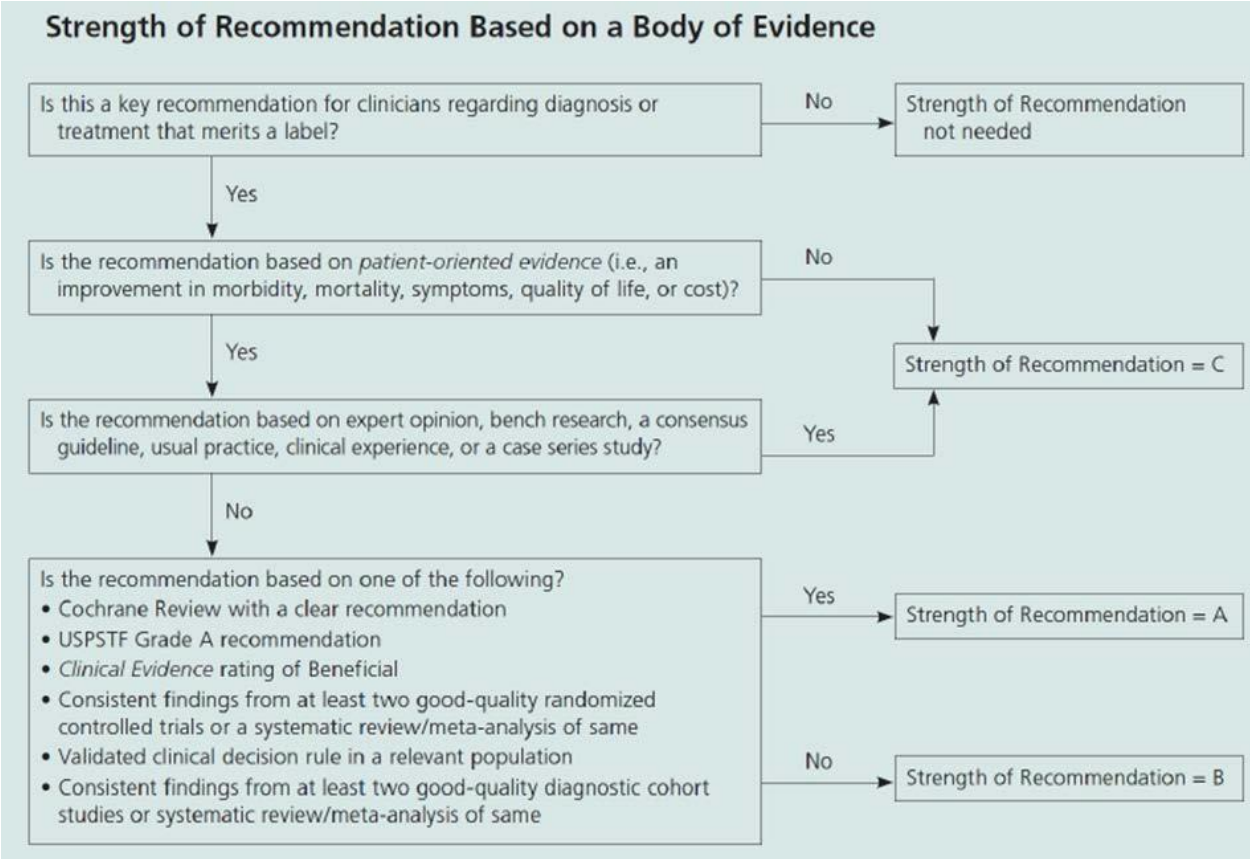 Strength of Recommendation Based on a Body of Evidence
Is this a key recommendation for clinicians regarding diagnosis or
treatment that merits a label?
No
Strength of Recommendation
not needed
Yes
Is the recommendation based on patient-oriented evidence (i.e., an
improvement in morbidity, mortality, symptoms, quality of life, or cost)?
No
Yes
Strength of Recommendation = C
Is the recommendation based on expert opinion, bench research, a consensus
guideline, usual practice, clinical experience, or a case series study?
Yes
No
Is the recommendation based on one of the following?
• Cochrane Review with a clear recommendation
• USPSTF Grade A recommendation
• Clinical Evidence rating of Beneficial
• Consistent findings from at least two good-quality randomized
controlled trials or a systematic review/meta-analysis of same
• Validated clinical decision rule in a relevant population
• Consistent findings from at least two good-quality diagnostic cohort
studies or systematic review/meta-analysis of same
Yes
Strength of Recommendation = A
No
Strength of Recommendation = B